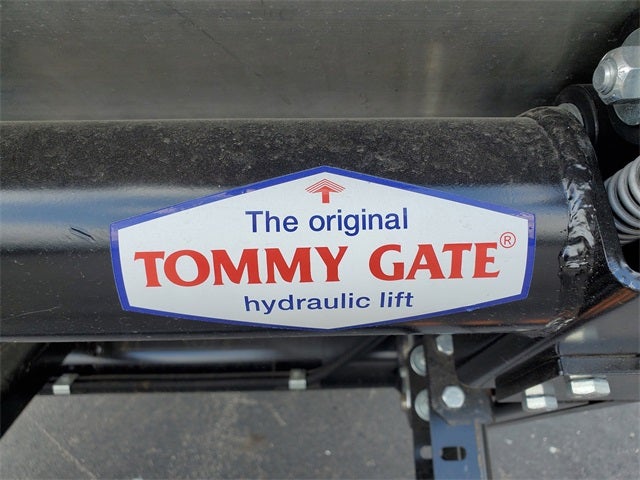 The original
TOMMY GATE®
hydraulic lift